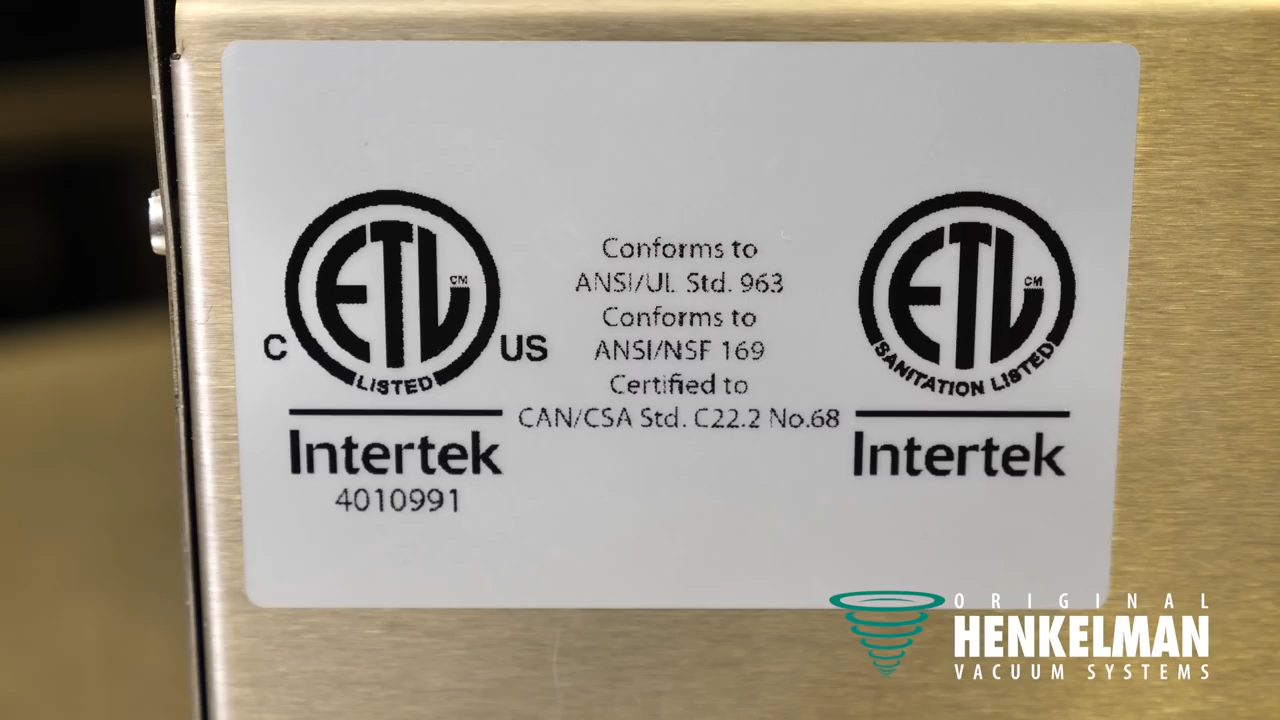 ETL CM
LISTED
C US
Intertek
4010991
Conforms to
ANSI/UL Std. 963
Conforms to
ANSI/NSF 169
Certified to
CAN/CSA Std. C22.2 No.68
ETL CM
SANITATION LISTED
Intertek
ORIGINAL
HENKELMAN
VACUUM SYSTEMS